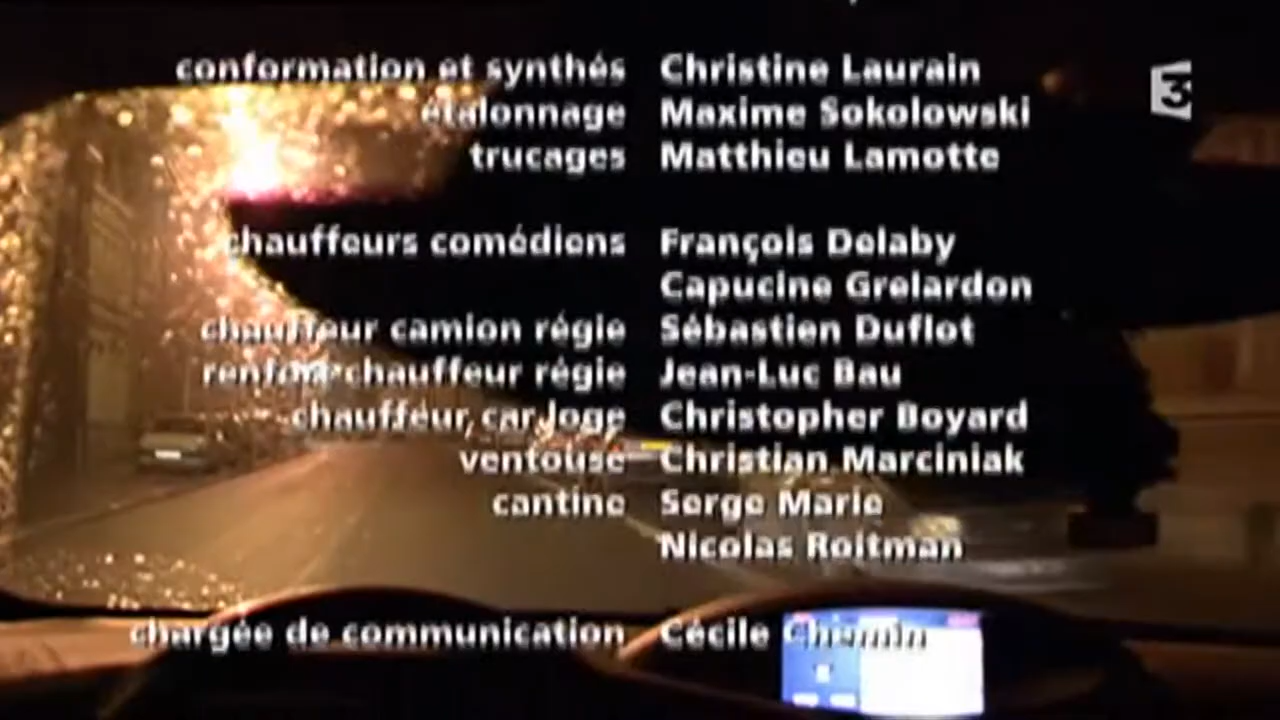 conformation et synthés Christine Laurain
étalonnage Maxime Sokolowski
trucages Matthieu Lamotte
chauffeurs comédiens François Delaby
Capucine Grelardon
chauffeur camion régie Sébastien Duflot
renfort chauffeur régie Jean-Luc Bau
chauffeur car loge Christopher Boyard
ventouse Christian Marciniak
cantine Serge Marie
Nicolas Roitman
chargée de communication Cécile Chemin
3